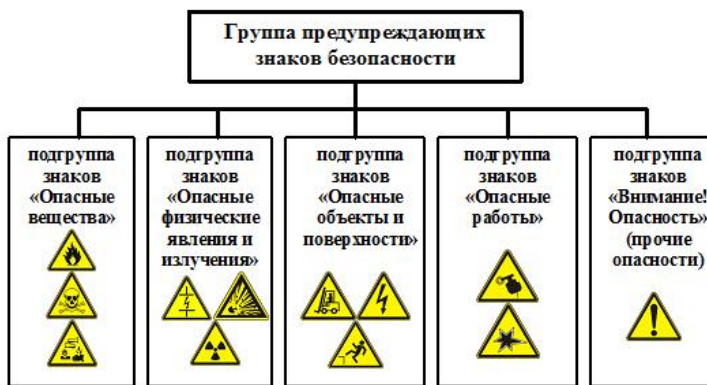 Группа предупреждающих
знаков безопасности
подгруппа
знаков
«Опасные
вещества»
подгруппа
знаков
«Опасные
физические
явления и
излучения»
подгруппа
знаков
«Опасные
объекты и
поверхности»
подгруппа
знаков
«Опасные
работы»
подгруппа
знаков
«Внимание!
Опасность»
(прочие
опасности)